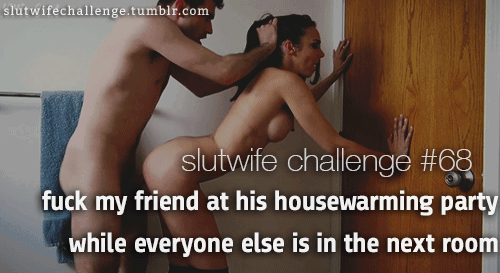 slutwifechallenge.tumblr.com
slutwife challenge #68
fuck my friend at his housewarming party
while everyone else is in the next room